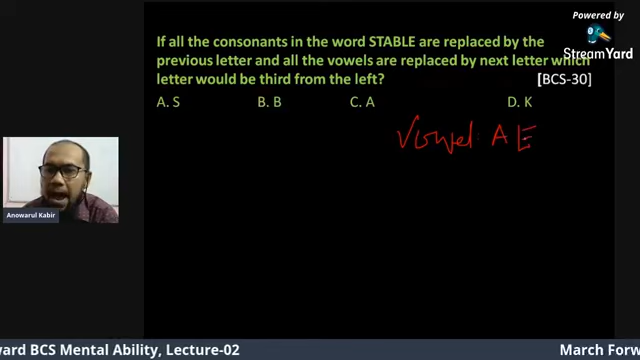 Powered by
StreamYard
If all the consonants in the word STABLE are replaced by the
previous letter and all the vowels are replaced by next letter which
letter would be third from the left?
[BCS-30]
A. S B. B C. A D. K
Vowel A E
Anowarul Kabir
ward BCS Mental Ability, Lecture-02 March Forw